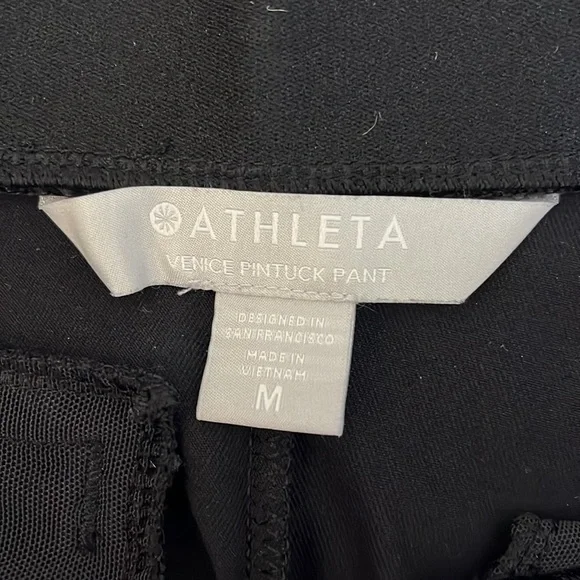 ATHLETA
VENICE PINTUCK PANT
DESIGNED IN
SAN FRANCISCO
MADE IN
VIETNAM
M